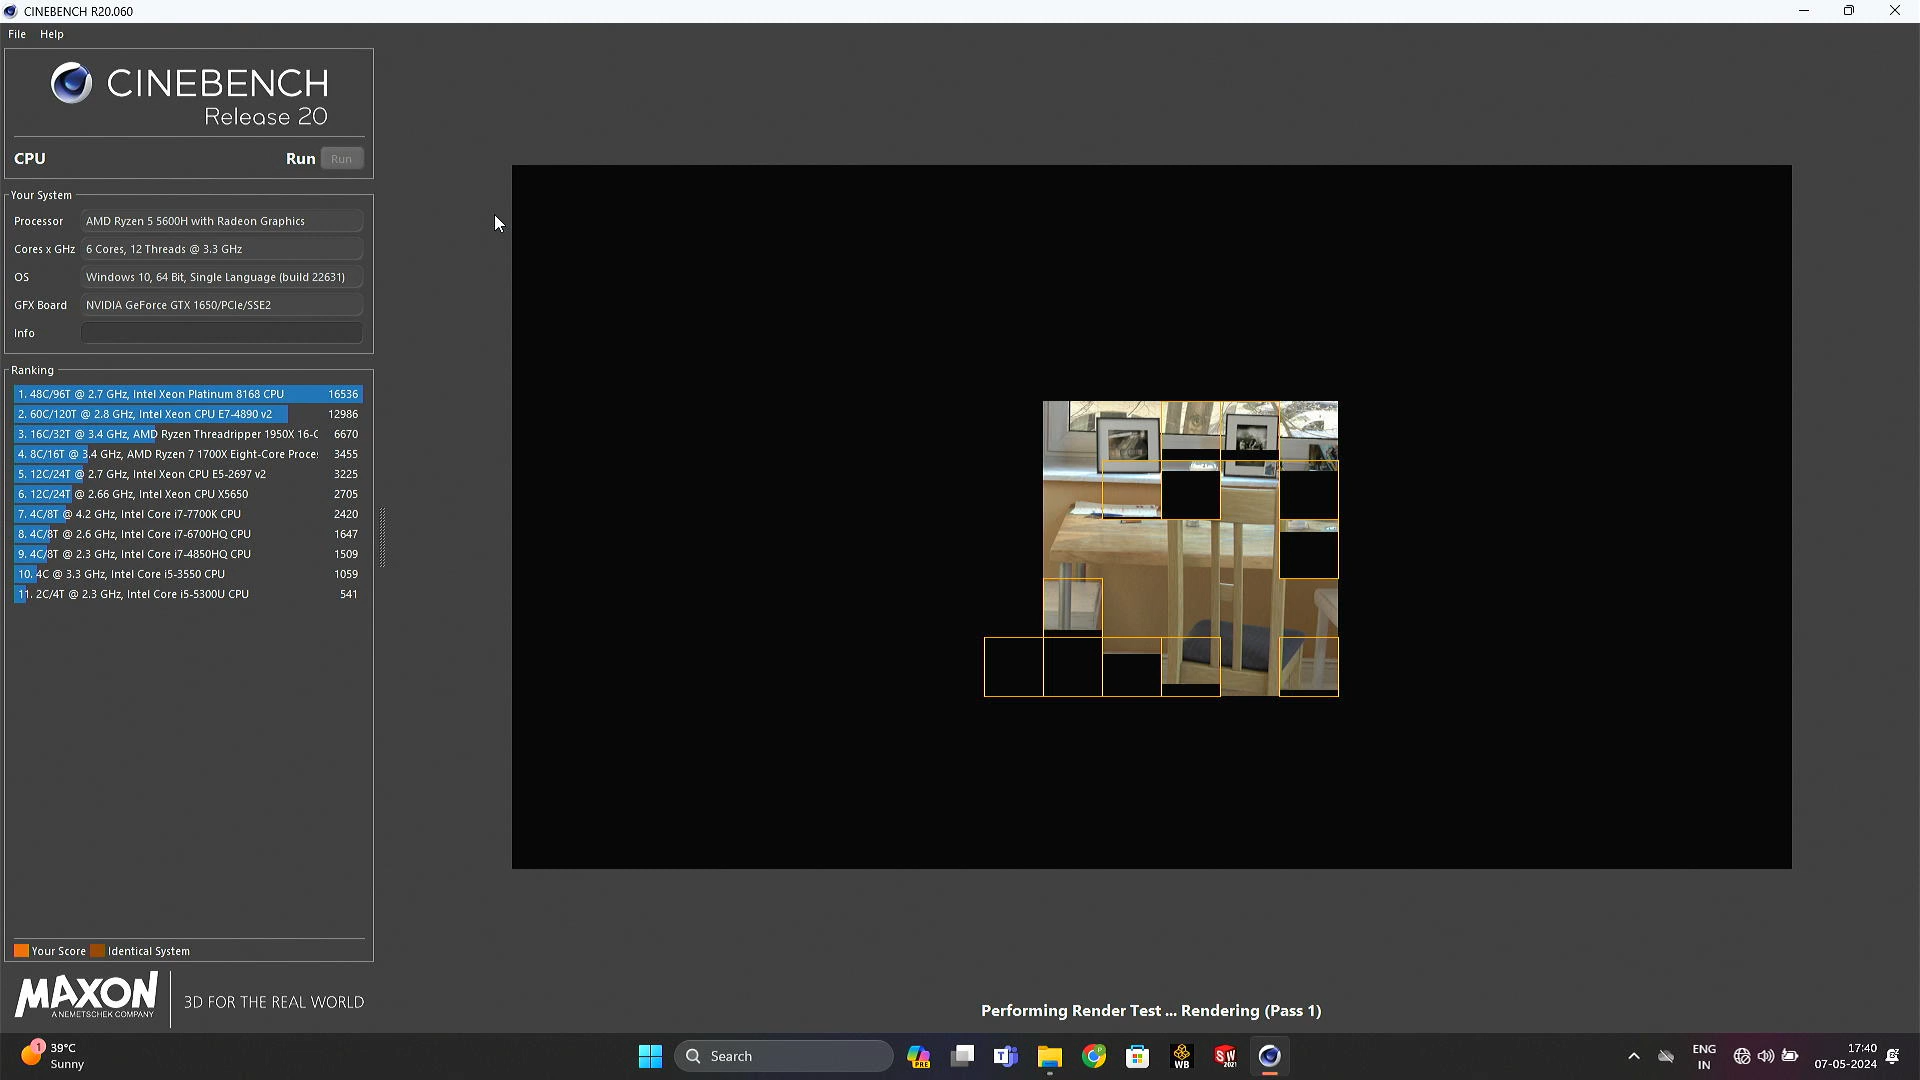 CINEBENCH R20.060
File Help
CINEBENCH
Release 20
CPU Run Run
Your System
Processor AMD Ryzen 5 5600H with Radeon Graphics
Cores x GHz 6 Cores, 12 Threads @ 3.3 GHz
OS Windows 10, 64 Bit, Single Language (build 22631)
GFX Board NVIDIA GeForce GTX 1650/PCIe/SSE2
Info
Ranking
1. 48C/96T @ 2.7 GHz, Intel Xeon Platinum 8168 CPU 16536
2. 60C/120T @ 2.8 GHz, Intel Xeon CPU E7-4890 v2 12986
3. 16C/32T @ 3.4 GHz, AMD Ryzen Threadripper 1950X 16-C 6670
4. 8C/16T @ 3.4 GHz, AMD Ryzen 7 1700X Eight-Core Proce: 3455
5. 12C/24T @ 2.7 GHz, Intel Xeon CPU E5-2697 v2 3225
6. 12C/24T @ 2.66 GHz, Intel Xeon CPU X5650 2705
7. 4C/8T @ 4.2 GHz, Intel Core i7-7700K CPU 2420
8. 4C/8T @ 2.6 GHz, Intel Core i7-6700HQ CPU 1647
9. 4C/8T @ 2.3 GHz, Intel Core i7-4850HQ CPU 1509
10. 4C @ 3.3 GHz, Intel Core i5-3550 CPU 1059
11. 2C/4T @ 2.3 GHz, Intel Core i5-5300U CPU 541
Your Score Identical System
MAXON
A NEMETSCHEK COMPANY
3D FOR THE REAL WORLD
Performing Render Test ... Rendering (Pass 1)
1
39°C
Sunny
Search
PRE
T
P
WB
SW
2021
ENG
IN
17:40
07-05-2024